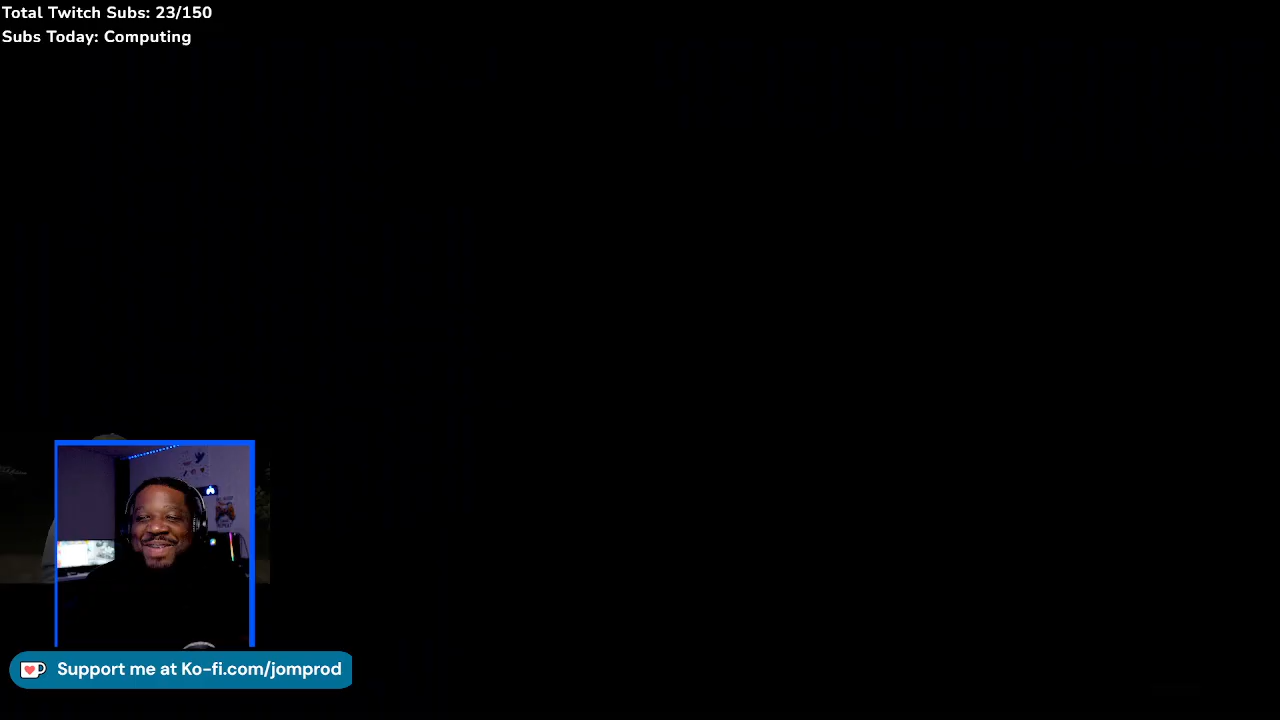 Total Twitch Subs: 23/150
Subs Today: Computing
Support me at Ko-fi.com/jomprod